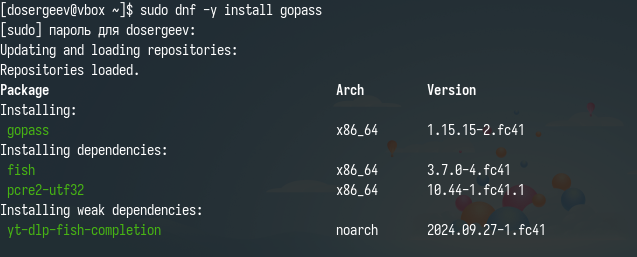 [dosergeev@vbox ~]$ sudo dnf -y install gopass
[sudo] пароль для dosergeev:
Updating and loading repositories:
Repositories loaded.
Package Arch Version
Installing:
gopass x86_64 1.15.15-2.fc41
Installing dependencies:
fish x86_64 3.7.0-4.fc41
pcre2-utf32 x86_64 10.44-1.fc41.1
Installing weak dependencies:
yt-dlp-fish-completion noarch 2024.09.27-1.fc41